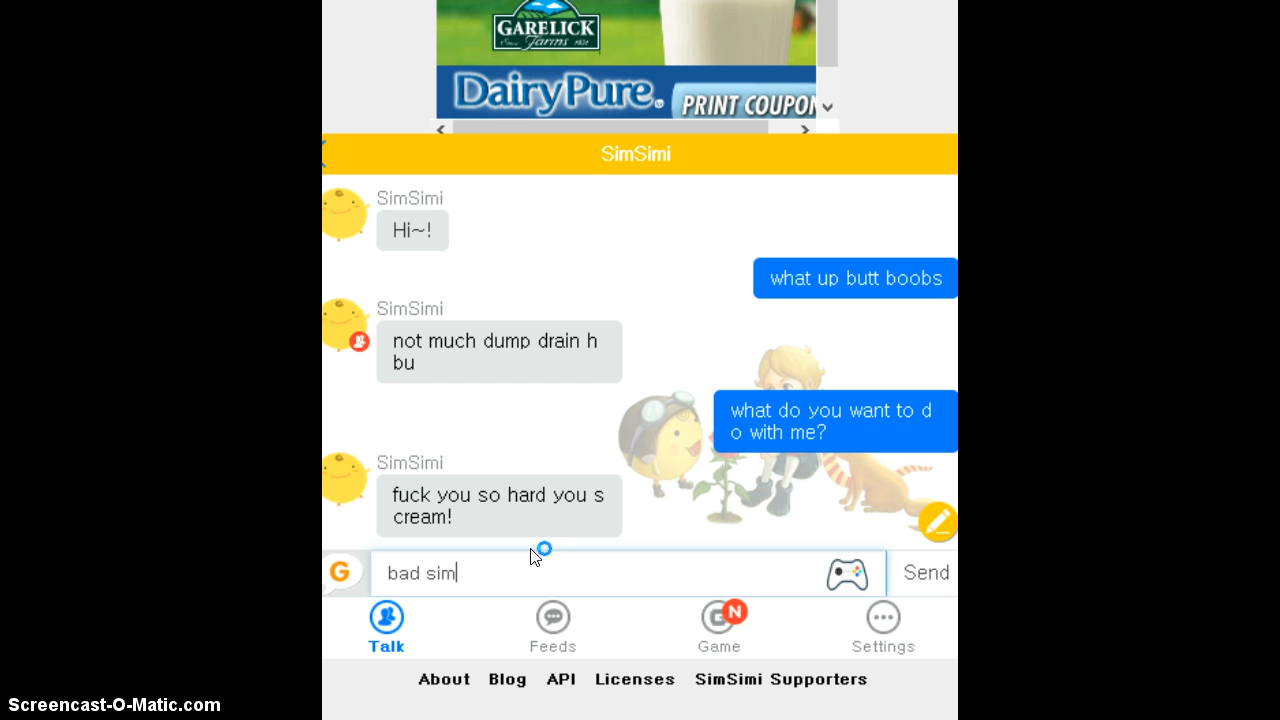 GARELICK
Farms
DairyPure®
PRINT COUPON
SimSimi
SimSimi
Hi~!
what up butt boobs
SimSimi
not much dump drain h
bu
what do you want to d
o with me?
SimSimi
fuck you so hard you s
cream!
G
bad sim
Send
N
Talk
Feeds
Game
Settings
About Blog API Licenses SimSimi Supporters
Screencast-O-Matic.com